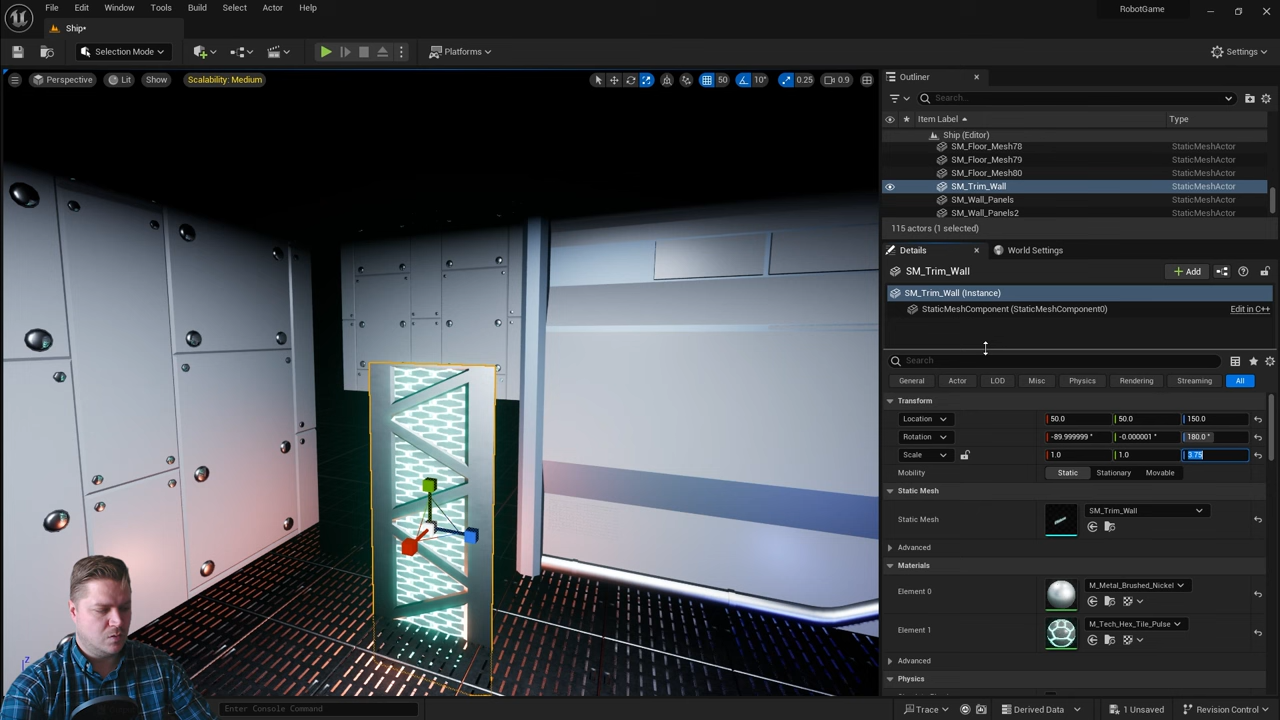 File Edit Window Tools Build Select Actor Help
RobotGame
Ship*
Selection Mode
Platforms
Settings
Perspective Lit Show Scalability: Medium
50 10° 0.25 0.9
Outliner
Search...
Item Label Type
Ship (Editor)
SM_Floor_Mesh78 StaticMeshActor
SM_Floor_Mesh79 StaticMeshActor
SM_Floor_Mesh80 StaticMeshActor
SM_Trim_Wall StaticMeshActor
SM_Wall_Panels StaticMeshActor
SM_Wall_Panels2 StaticMeshActor
115 actors (1 selected)
Details World Settings
SM_Trim_Wall
Add
SM_Trim_Wall (Instance)
StaticMeshComponent (StaticMeshComponent0) Edit in C++
Search
General Actor LOD Misc Physics Rendering Streaming All
Transform
Location 50.0 50.0 150.0
Rotation -89.999999 ° -0.000001 ° 180.0 °
Scale 1.0 1.0 3.75
Mobility Static Stationary Movable
Static Mesh
Static Mesh SM_Trim_Wall
Advanced
Materials
Element 0 M_Metal_Brushed_Nickel
Element 1 M_Tech_Hex_Tile_Pulse
Advanced
Physics
Z
Enter Console Command
Trace Derived Data 1 Unsaved Revision Control